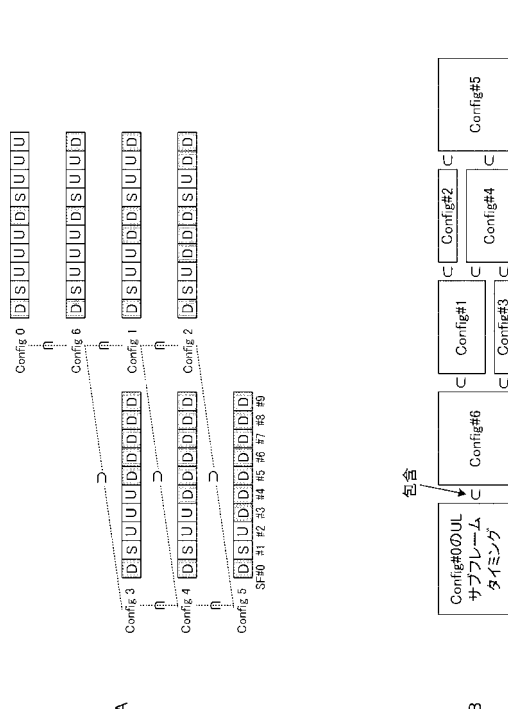 A
Config 0 D S U U U D S U U U
Config 6 D S U U U D S U U D
Config 1 D S U U D D S U U D
Config 2 D S U D D D S U D D
Config 3 D S U U U D D D D D
Config 4 D S U U D D D D D D
Config 5 D S U D D D D D D D
SF#0 #1 #2 #3 #4 #5 #6 #7 #8 #9
B
包含
Config#0のUL
サブフレーム
タイミング
Config#6
Config#1
Config#3
Config#2
Config#4
Config#5